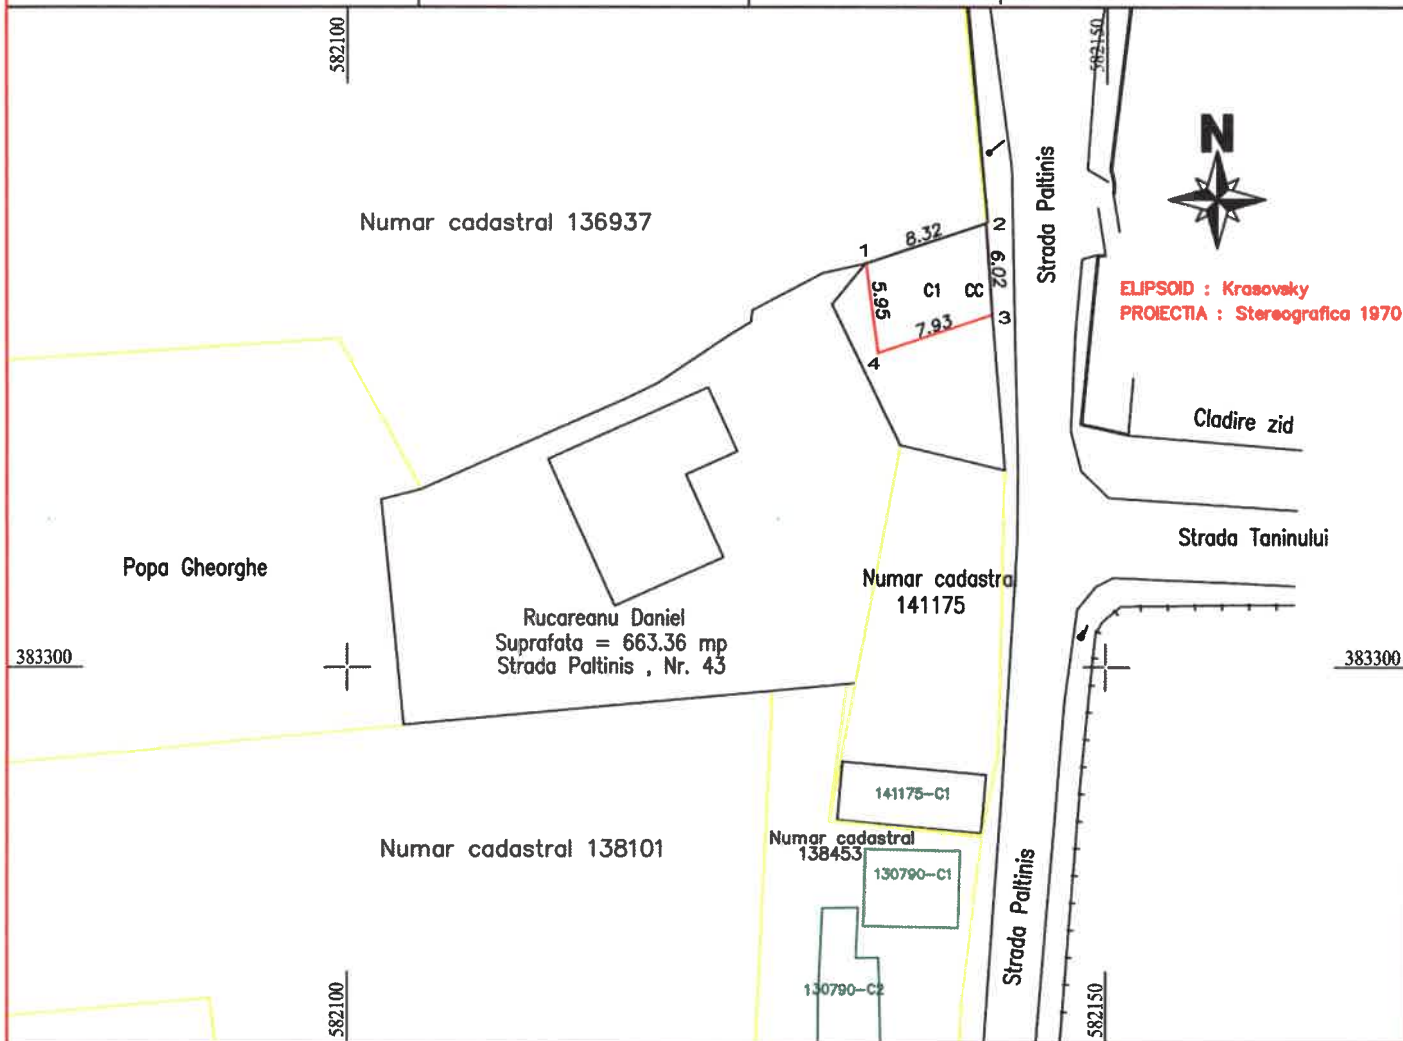 582100
582150
N
Strada Paltinis
Numar cadastral 136937
1
8.32
2
5.95
C1
CC
6.02
7.93
3
4
ELIPSOID : Krasovsky
PROIECTIA : Stereografica 1970
Cladire zid
Strada Taninului
Popa Gheorghe
Numar cadastra
141175
Rucareanu Daniel
Suprafata = 663.36 mp
Strada Paltinis , Nr. 43
383300
383300
141175-C1
Numar cadastral
138453
Numar cadastral 138101
130790-C1
Strada Paltinis
130790-C2
582100
582150